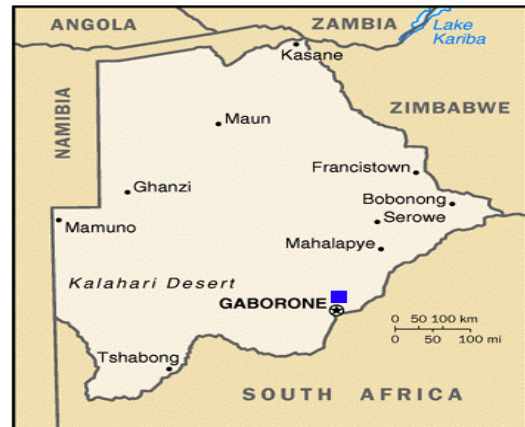 ANGOLA
ZAMBIA
Lake
Kariba
Kasane
NAMIBIA
ZIMBABWE
Maun
Francistown
Ghanzi
Bobonong
Serowe
Mamuno
Mahalapye
Kalahari Desert
GABORONE
0 50 100 km
0 50 100 mi
Tshabong
SOUTH AFRICA